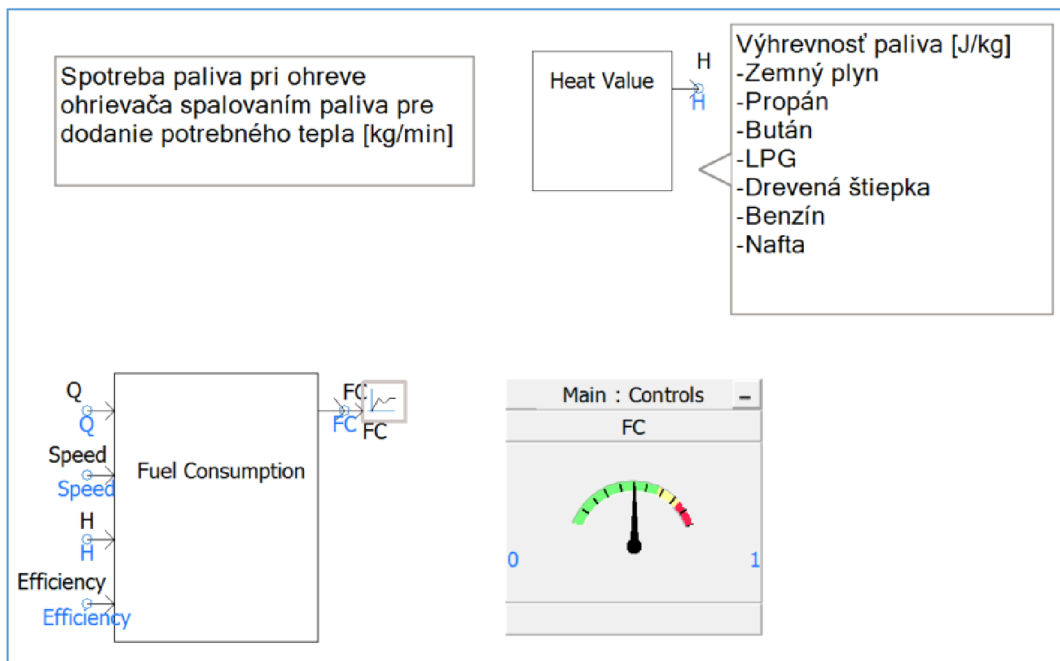 Spotreba paliva pri ohreve
ohrievača spalovaním paliva pre
dodanie potrebného tepla [kg/min]
Heat Value
H
H
Výhrevnosť paliva [J/kg]
-Zemný plyn
-Propán
-Bután
-LPG
-Drevená štiepka
-Benzín
-Nafta
Q
Q
Speed
Speed
H
H
Efficiency
Efficiency
Fuel Consumption
FC
FC
FC
Main : Controls
FC
0
1